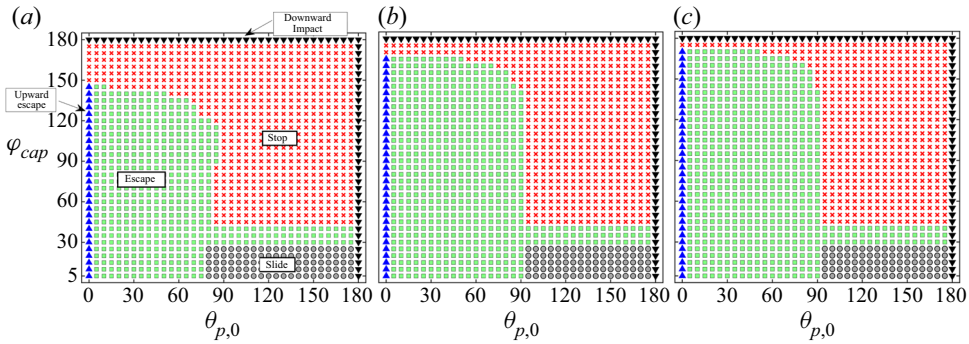 (a)
Downward
Impact
(b)
(c)
180
150
Upward
escape
120
φcap
90
60
30
5
Escape
Stop
Slide
0 30 60 90 120 150 180
0 30 60 90 120 150 180
0 30 60 90 120 150 180
θp,0
θp,0
θp,0